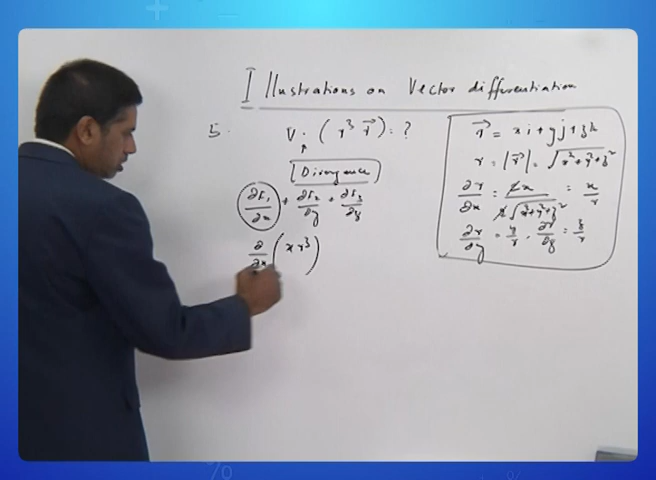 Illustrations on Vector differentiation
5. ∇. ( r³ r⃗ ) = ?
Divergence
∂f₁/∂x + ∂f₂/∂y + ∂f₃/∂z
∂/∂x ( x r³ )
r⃗ = xi + yj + zk
r = |r⃗| = √x²+y²+z²
∂r/∂x = 2x / 2√x²+y²+z² = x/r
∂r/∂y = y/r . ∂r/∂z = z/r